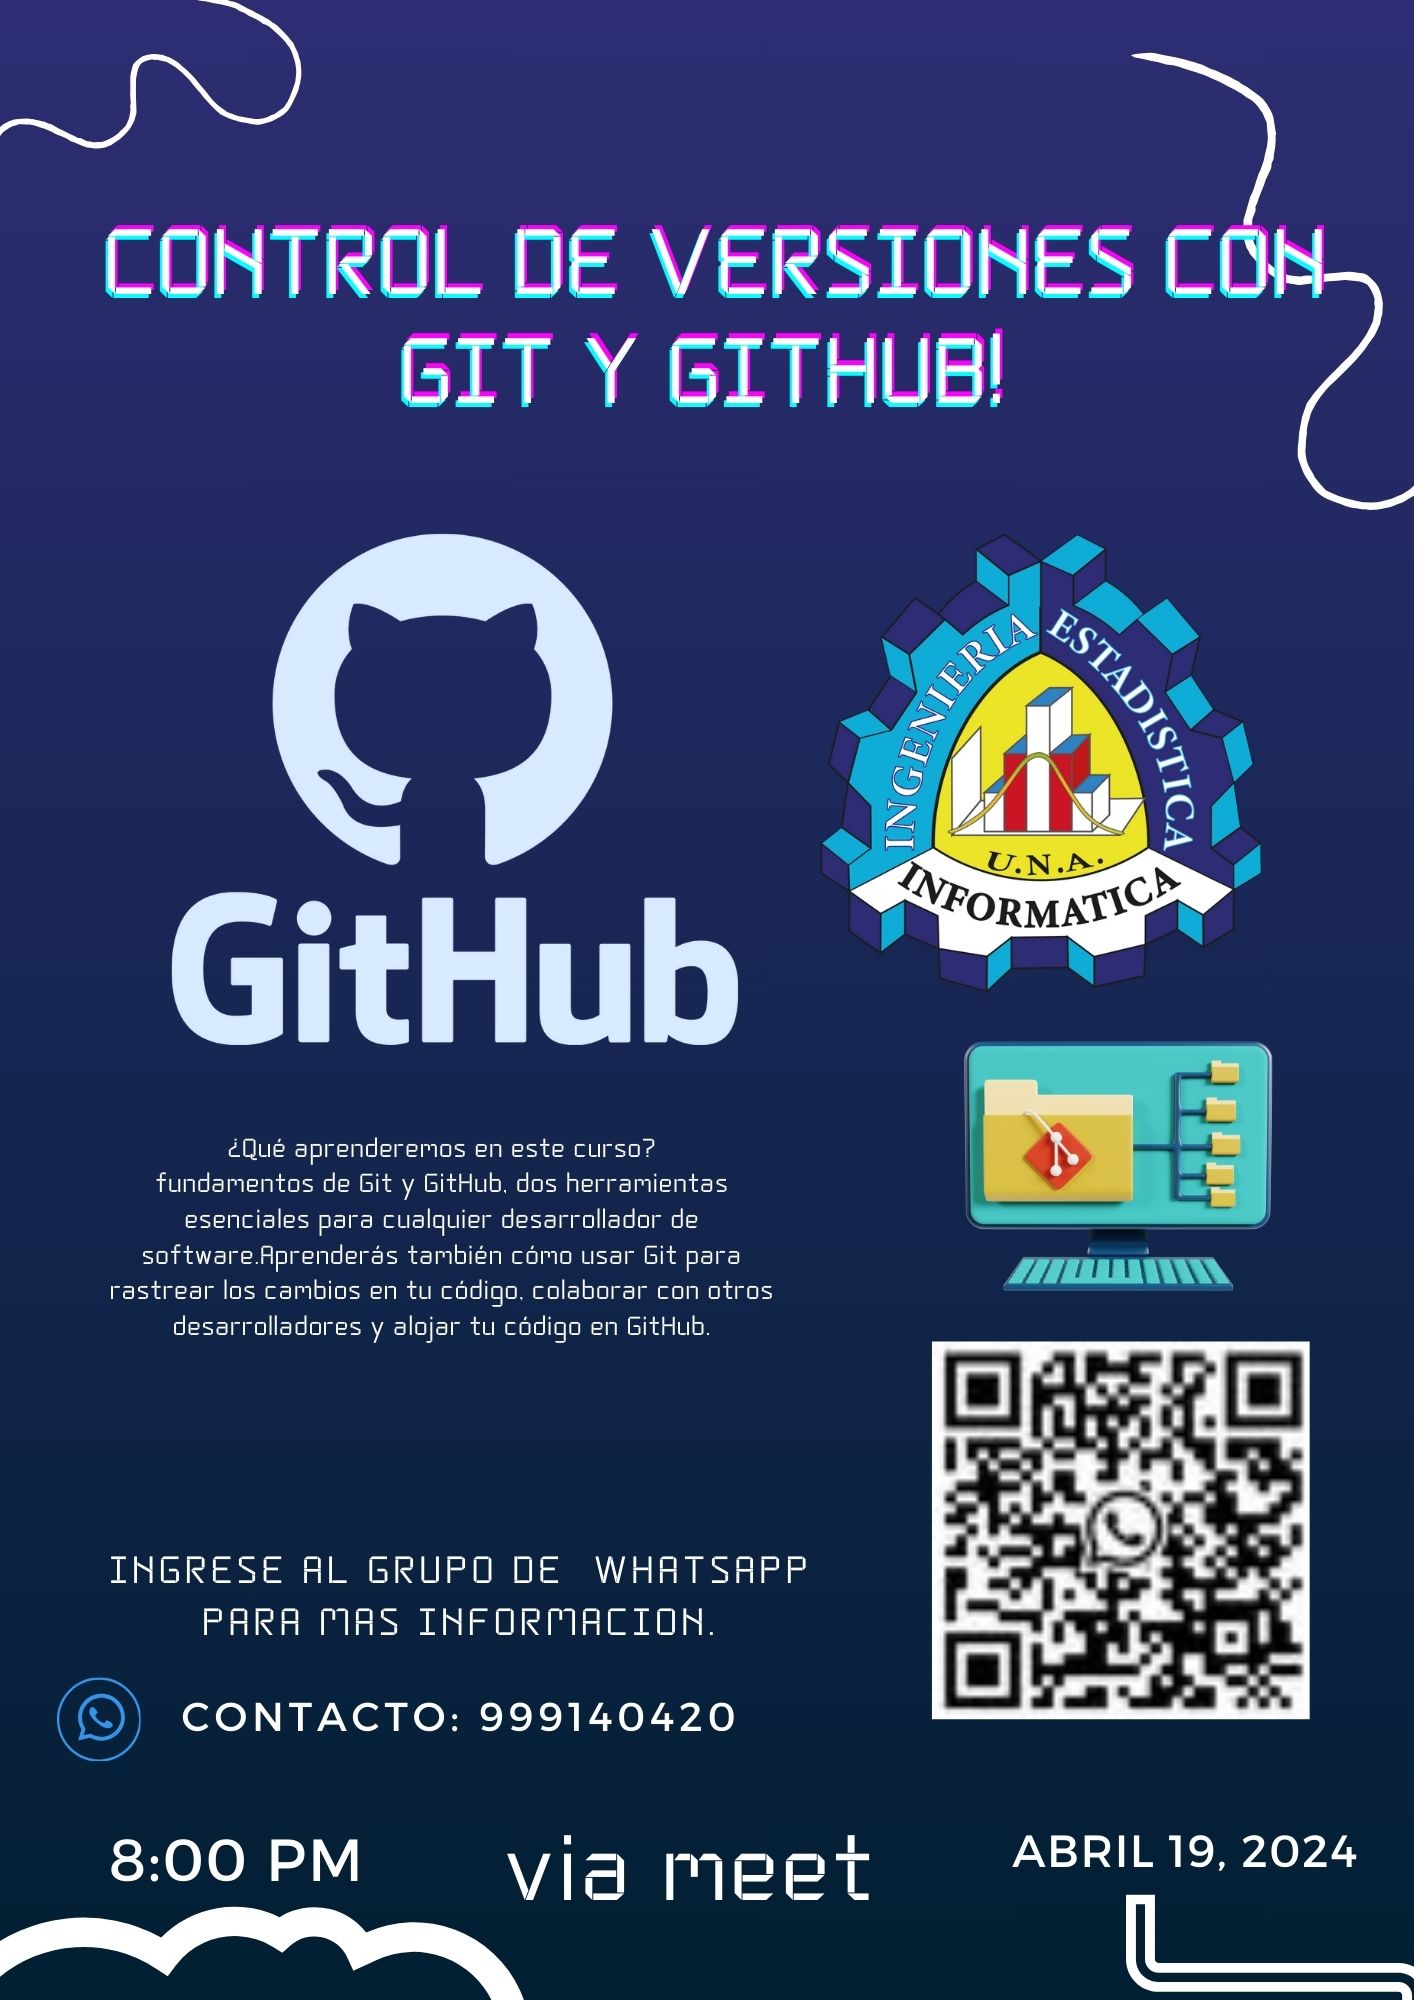 CONTROL DE VERSIONES CON
GIT Y GITHUB!
GitHub
INGENIERIA
ESTADISTICA
U.N.A.
INFORMATICA
¿Qué aprenderemos en este curso?
fundamentos de Git y GitHub, dos herramientas
esenciales para cualquier desarrollador de
software.Aprenderás también cómo usar Git para
rastrear los cambios en tu código, colaborar con otros
desarrolladores y alojar tu código en GitHub.
INGRESE AL GRUPO DE WHATSAPP
PARA MAS INFORMACION.
CONTACTO: 999140420
8:00 PM
via meet
ABRIL 19, 2024